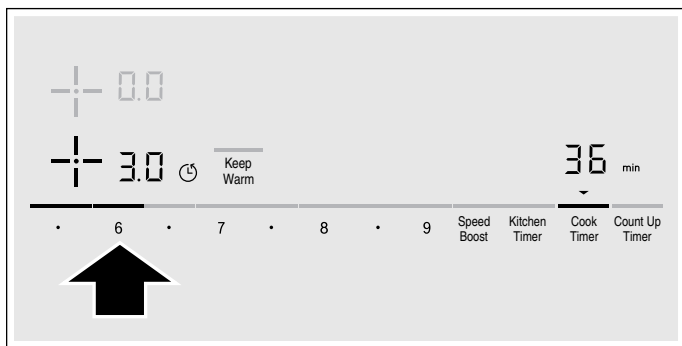 0.0
3.0 Keep Warm 36 min
· 6 · 7 · 8 · 9 Speed Boost Kitchen Timer Cook Timer Count Up Timer